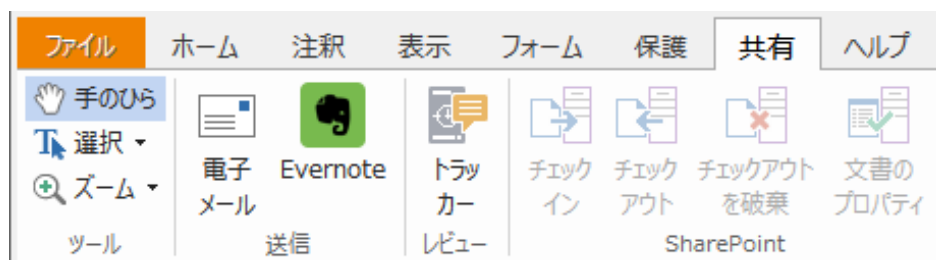 ファイル ホーム 注釈 表示 フォーム 保護 共有 ヘルプ
手のひら
選択
ズーム
ツール
電子
メール
Evernote
送信
トラッ
カー
レビュー
チェック
イン
チェック
アウト
チェックアウト
を破棄
文書の
プロパティ
SharePoint